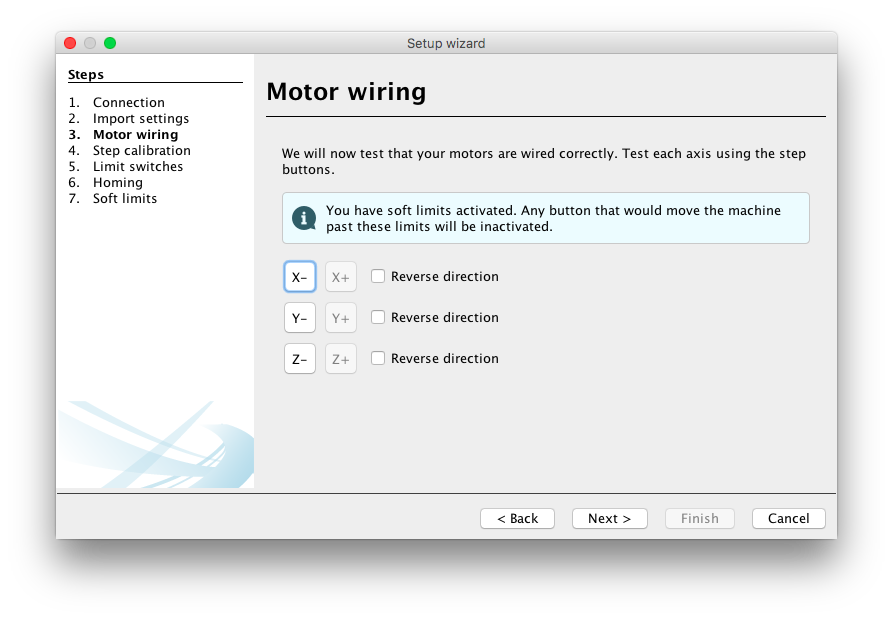 Setup wizard
Steps
1. Connection
2. Import settings
3. Motor wiring
4. Step calibration
5. Limit switches
6. Homing
7. Soft limits
Motor wiring
We will now test that your motors are wired correctly. Test each axis using the step
buttons.
You have soft limits activated. Any button that would move the machine
past these limits will be inactivated.
X- X+ Reverse direction
Y- Y+ Reverse direction
Z- Z+ Reverse direction
< Back Next > Finish Cancel